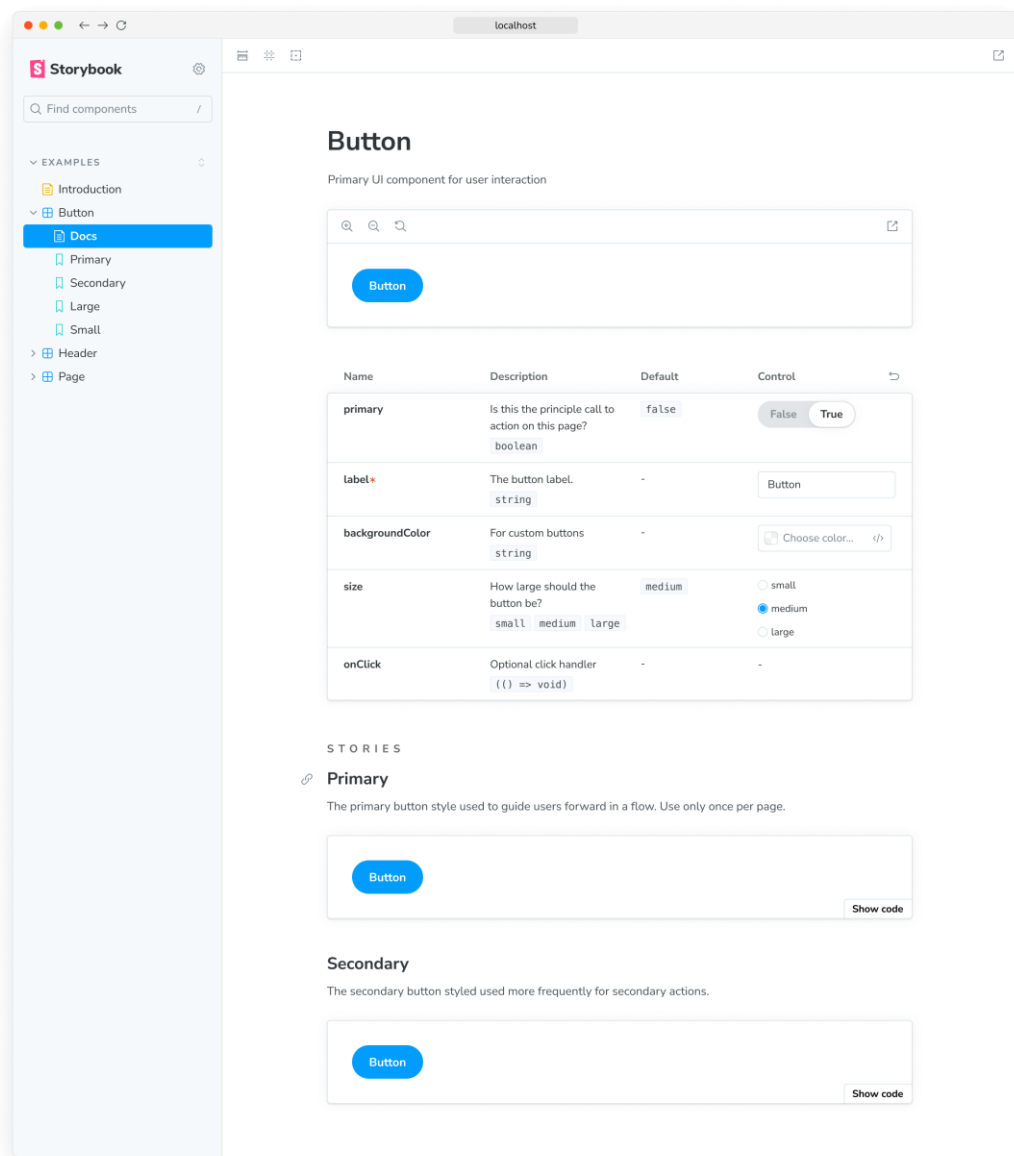 localhost
Storybook
Find components /
EXAMPLES
Introduction
Button
Docs
Primary
Secondary
Large
Small
Header
Page
Button
Primary UI component for user interaction
Button
Name Description Default Control
primary Is this the principle call to false False True
action on this page?
boolean
label* The button label. - Button
string
backgroundColor For custom buttons - Choose color...
string
size How large should the medium small
button be? medium
small medium large large
onClick Optional click handler - -
(() => void)
STORIES
Primary
The primary button style used to guide users forward in a flow. Use only once per page.
Button
Show code
Secondary
The secondary button styled used more frequently for secondary actions.
Button
Show code